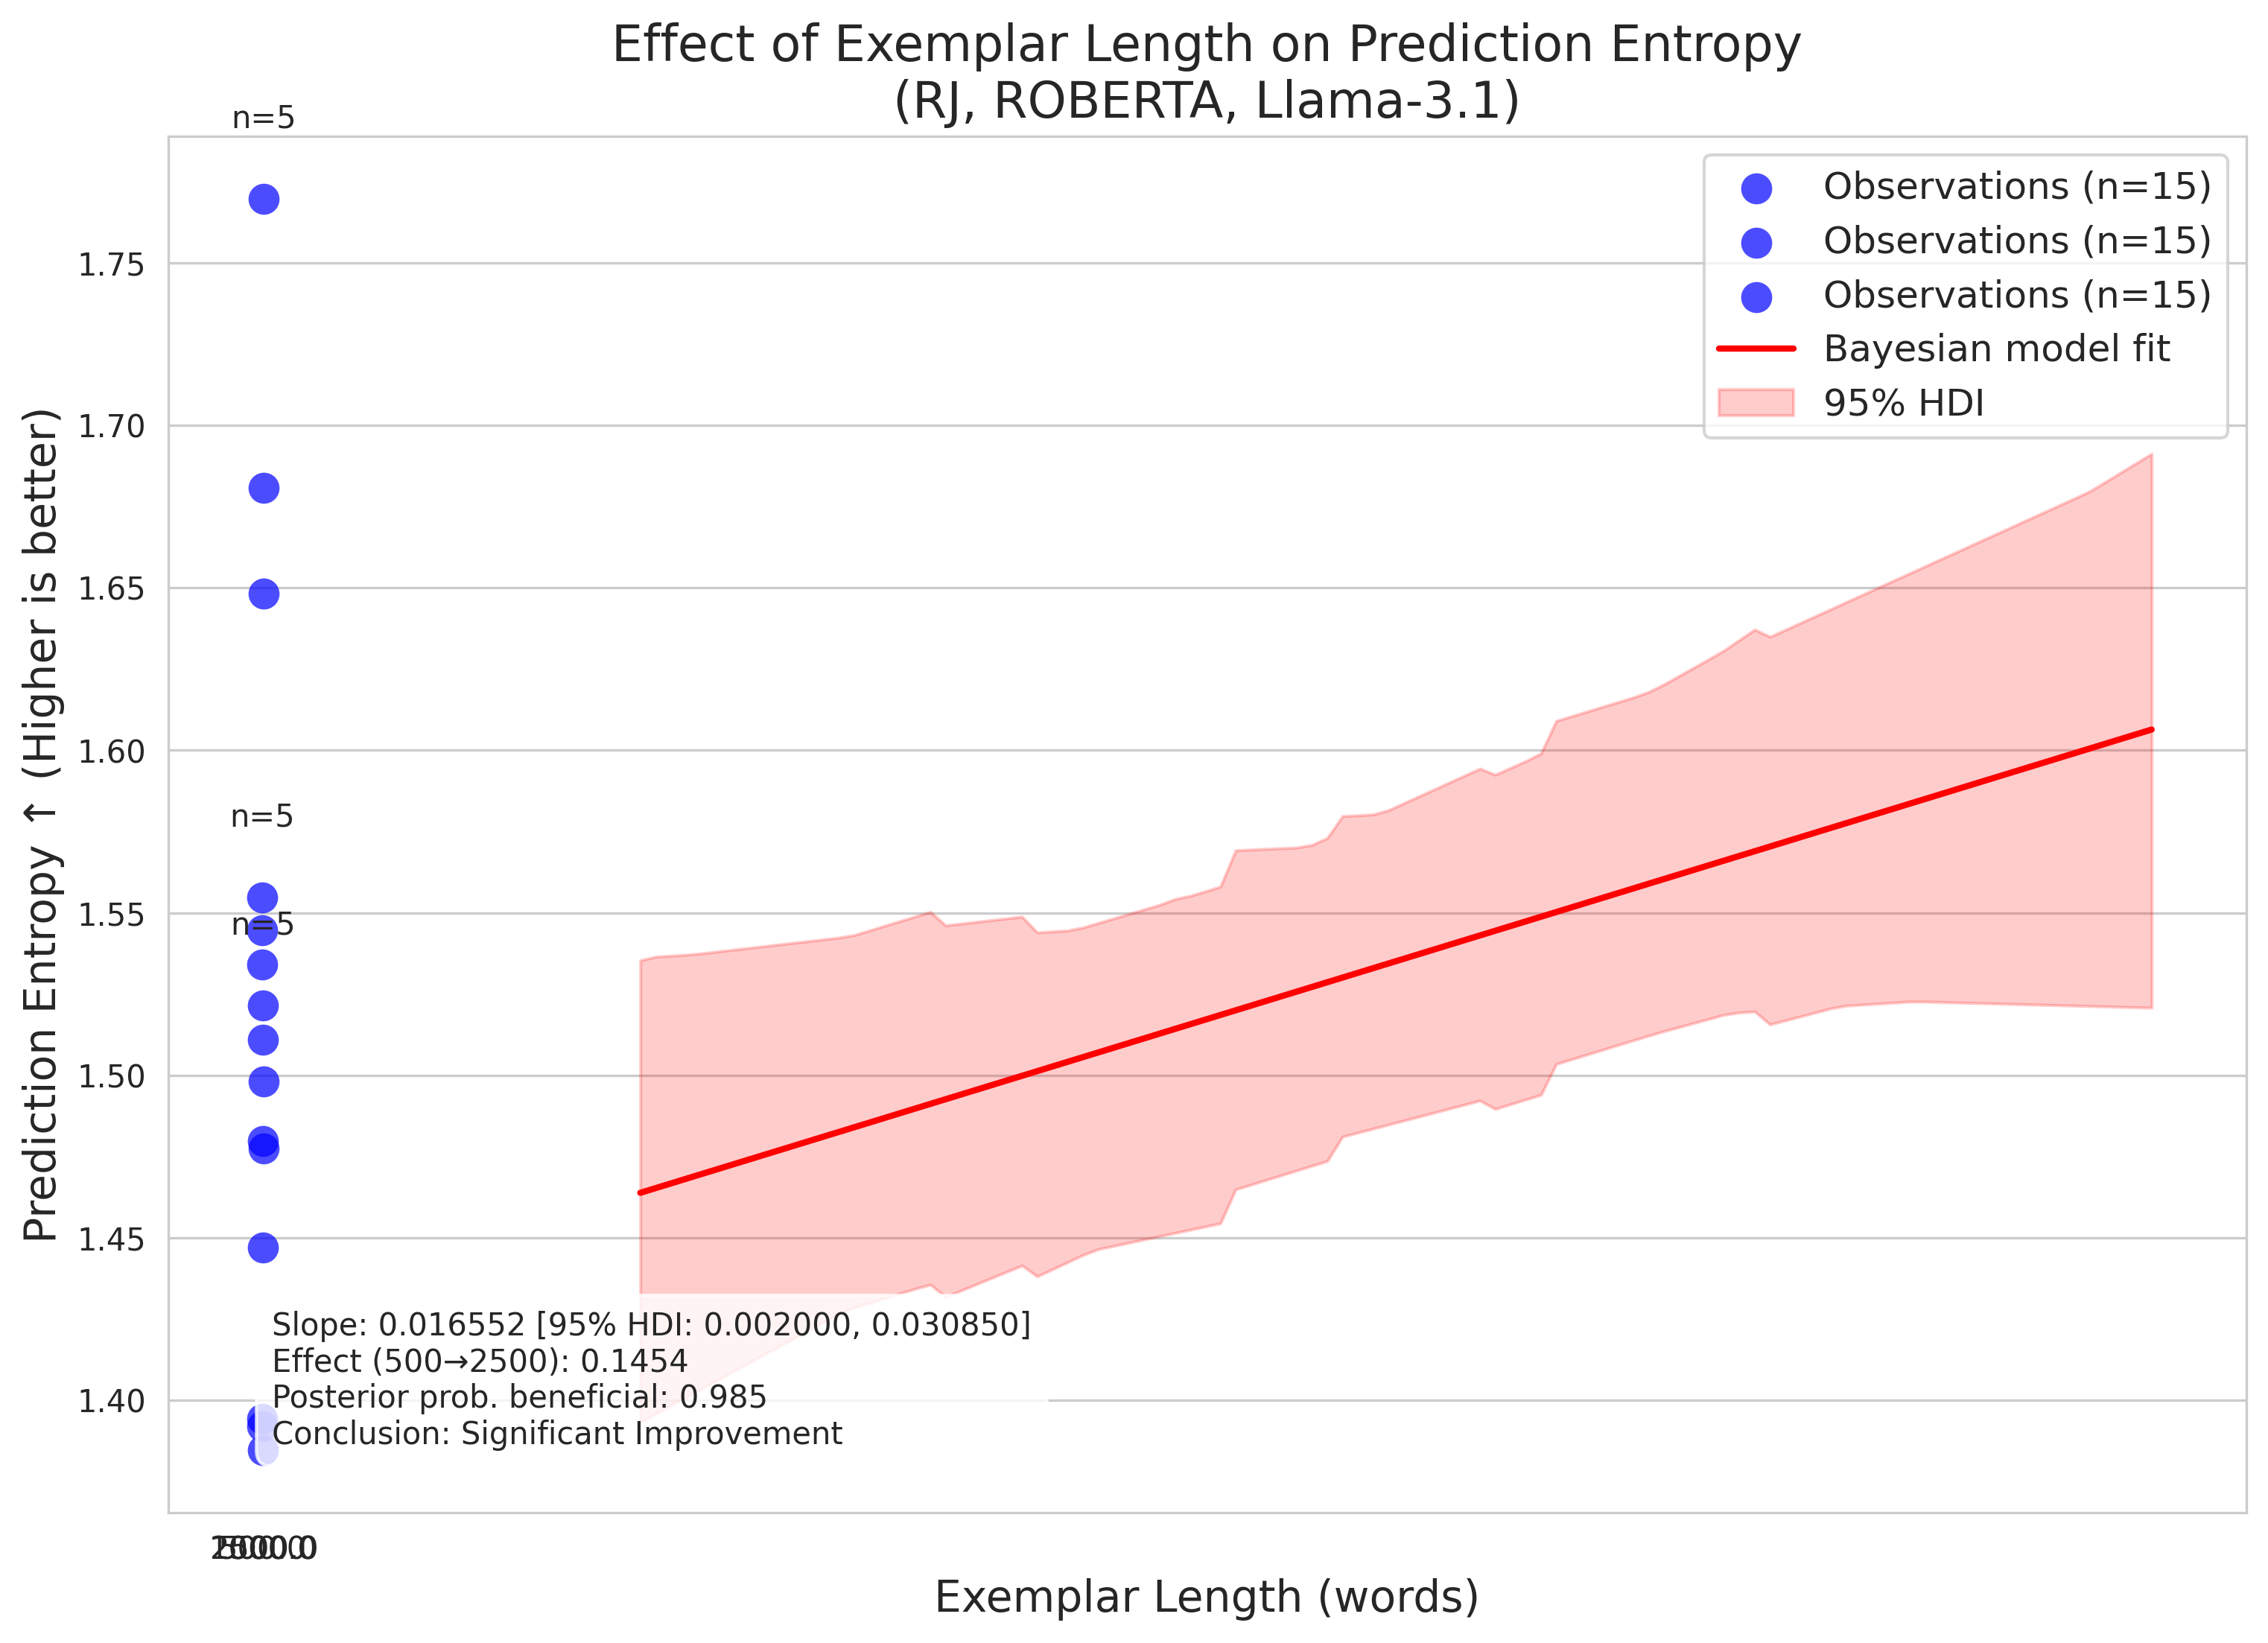 Effect of Exemplar Length on Prediction Entropy
(RJ, ROBERTA, Llama-3.1)
n=5
Observations (n=15)
Observations (n=15)
Observations (n=15)
Bayesian model fit
95% HDI
Prediction Entropy ↑ (Higher is better)
1.75
1.70
1.65
1.60
1.55
1.50
1.45
1.40
n=5
n=5
Slope: 0.016552 [95% HDI: 0.002000, 0.030850]
Effect (500→2500): 0.1454
Posterior prob. beneficial: 0.985
Conclusion: Significant Improvement
Exemplar Length (words)